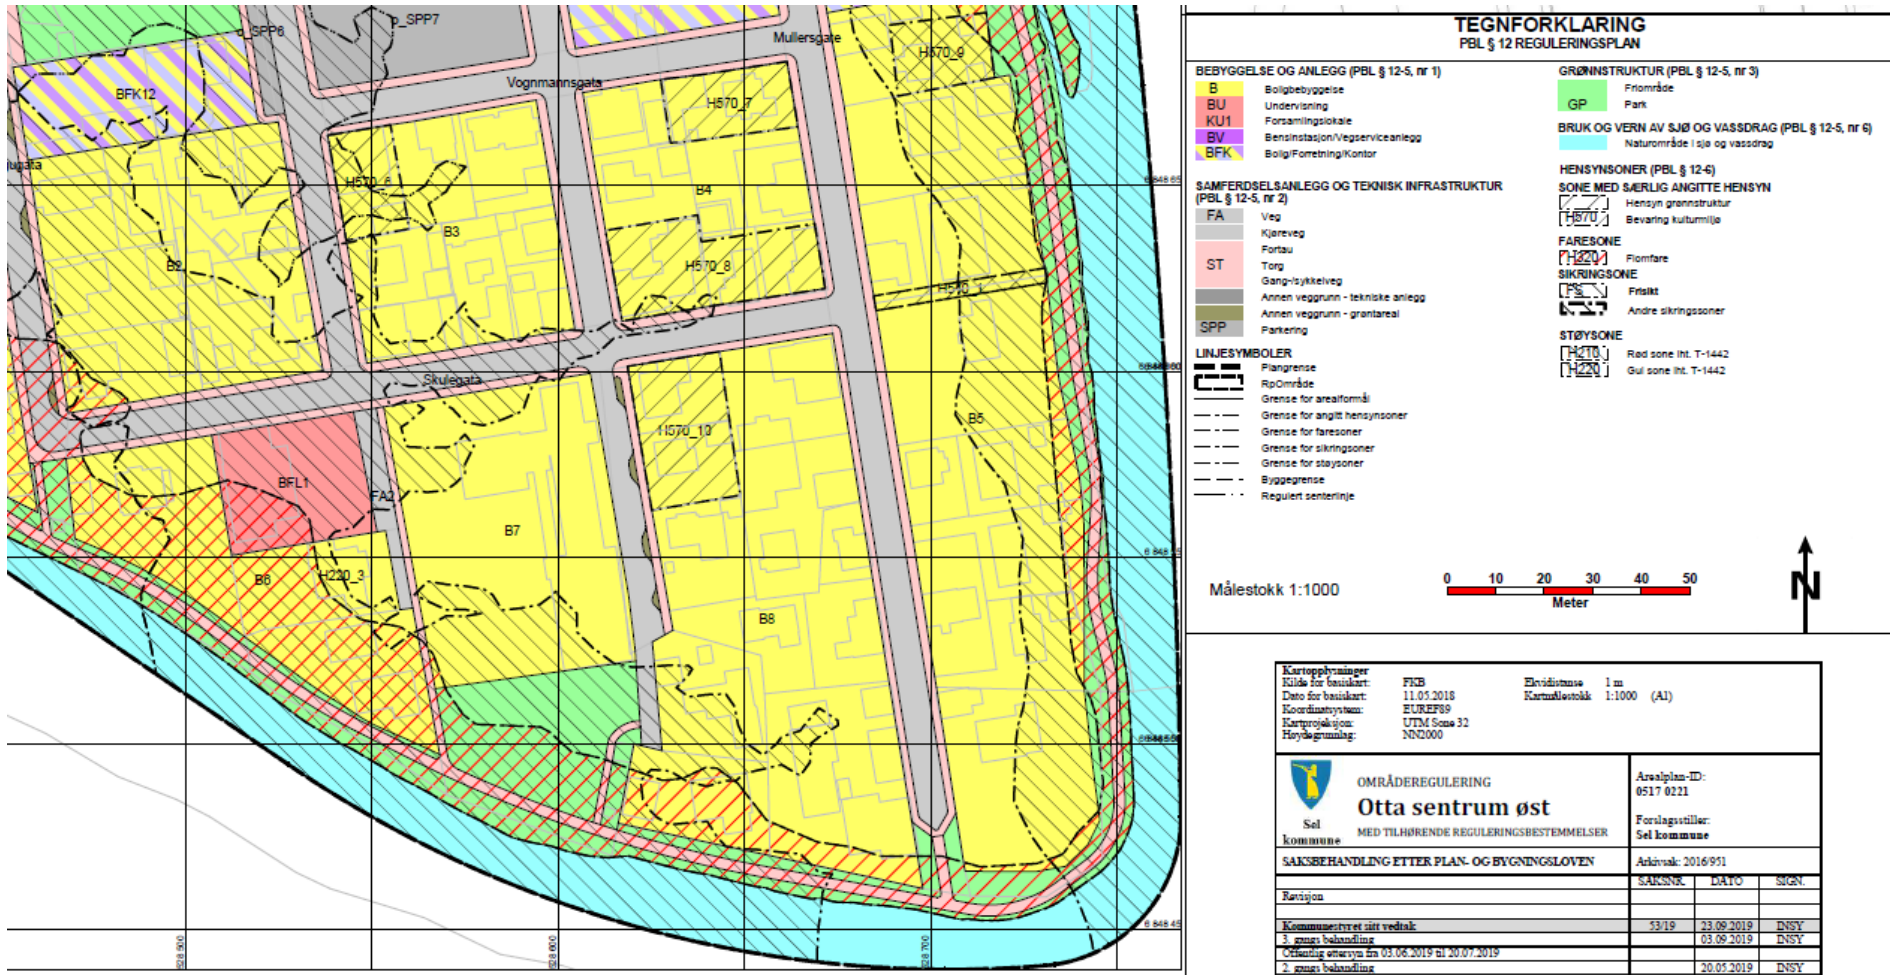 p_SPP7
o_SPP6
Mullersgate
H570_9
Vognmannsgata
BFK12
H570_7
H570_6
B4
B3
B2
H570_8
Skulegata
H570_10
B5
BFL1
FA2
B7
B6
H220_3
B8
628 500
628 600
628 700
6 848 45
TEGNFORKLARING
PBL § 12 REGULERINGSPLAN
BEBYGGELSE OG ANLEGG (PBL § 12-5, nr 1)
B Boligbebyggelse
BU Undervisning
KU1 Forsamlingslokale
BV Bensinstasjon/Vegserviceanlegg
BFK Bolig/Forretning/Kontor
SAMFERDSELSANLEGG OG TEKNISK INFRASTRUKTUR
(PBL § 12-5, nr 2)
FA Veg
Kjøreveg
Fortau
ST Torg
Gang-/sykkelveg
Annen veggrunn - tekniske anlegg
Annen veggrunn - grøntareal
SPP Parkering
LINJESYMBOLER
Plangrense
RpOmråde
Grense for arealformål
Grense for angitt hensynsoner
Grense for faresoner
Grense for sikringsoner
Grense for støysoner
Byggegrense
Regulert senterlinje
GRØNNSTRUKTUR (PBL § 12-5, nr 3)
Friområde
GP Park
BRUK OG VERN AV SJØ OG VASSDRAG (PBL § 12-5, nr 6)
Naturområde i sjø og vassdrag
HENSYNSONER (PBL § 12-6)
SONE MED SÆRLIG ANGITTE HENSYN
Hensyn grønnstruktur
H570 Bevaring kulturmiljø
FARESONE
H320 Flomfare
SIKRINGSONE
FS Frisikt
Andre sikringssoner
STØYSONE
H210 Rød sone iht. T-1442
H220 Gul sone iht. T-1442
Målestokk 1:1000
0 10 20 30 40 50
Meter
N
Kartopplysninger
Kilde for basiskart: FKB Ekvidistanse 1 m
Dato for basiskart: 11.05.2018 Kartmålestokk 1:1000 (A1)
Koordinatsystem: EUREF89
Kartprojeksjon: UTM Sone 32
Høydegrunnlag: NN2000
Sel
kommune
OMRÅDEREGULERING
Otta sentrum øst
MED TILHØRENDE REGULERINGSBESTEMMELSER
Arealplan-ID:
0517 0221
Forslagsstiller:
Sel kommune
SAKSBEHANDLING ETTER PLAN- OG BYGNINGSLOVEN
Arkivsak: 2016/951
SAKSNR. DATO SIGN.
Revisjon
Kommunestyret sitt vedtak 53/19 23.09.2019 INSY
3. gangs behandling 03.09.2019 INSY
Offentlig ettersyn fra 03.06.2019 til 20.07.2019
2. gangs behandling 20.05.2019 INSY